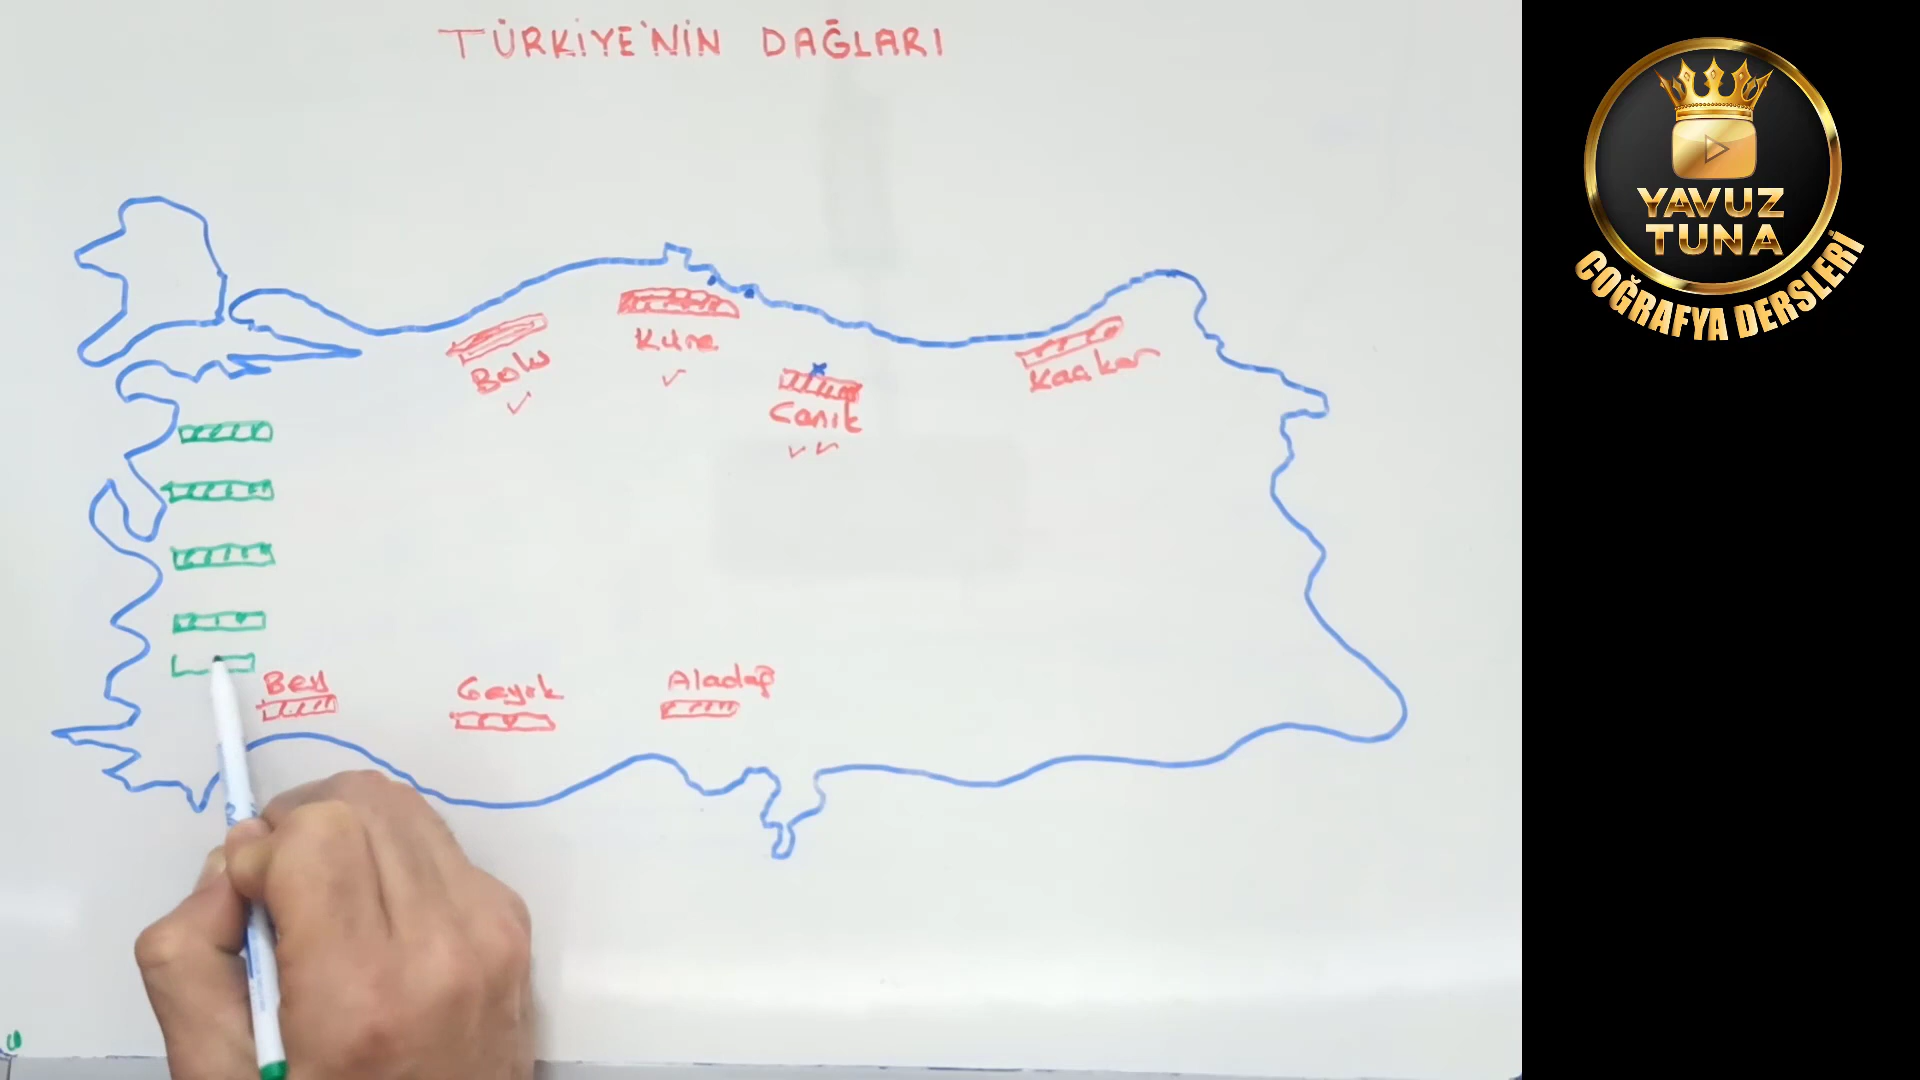 TÜRKİYE'NİN DAĞLARI
Bolu
Küre
Canik
Kaçkar
Bey
Geyik
Aladağ
YAVUZ
TUNA
COĞRAFYA DERSLERİ